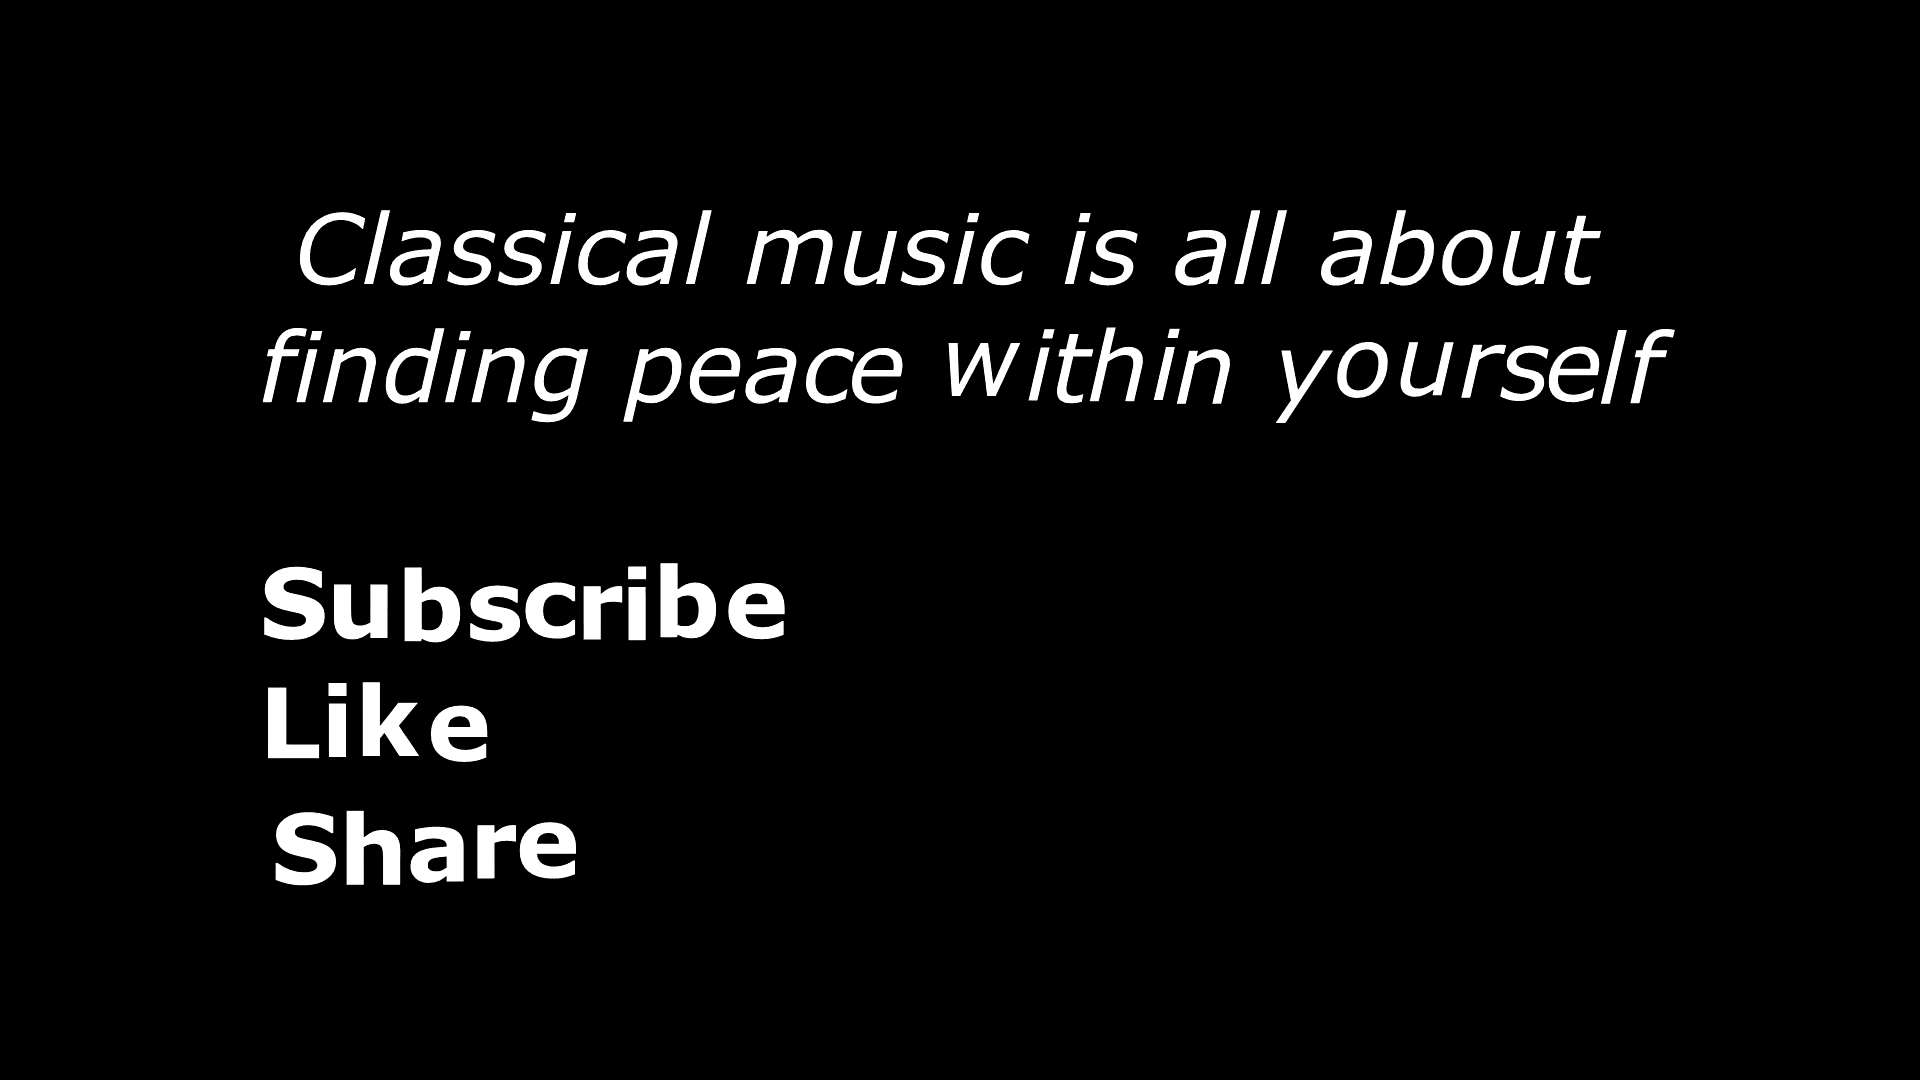 Classical music is all about
finding peace within yourself
Subscribe
Like
Share